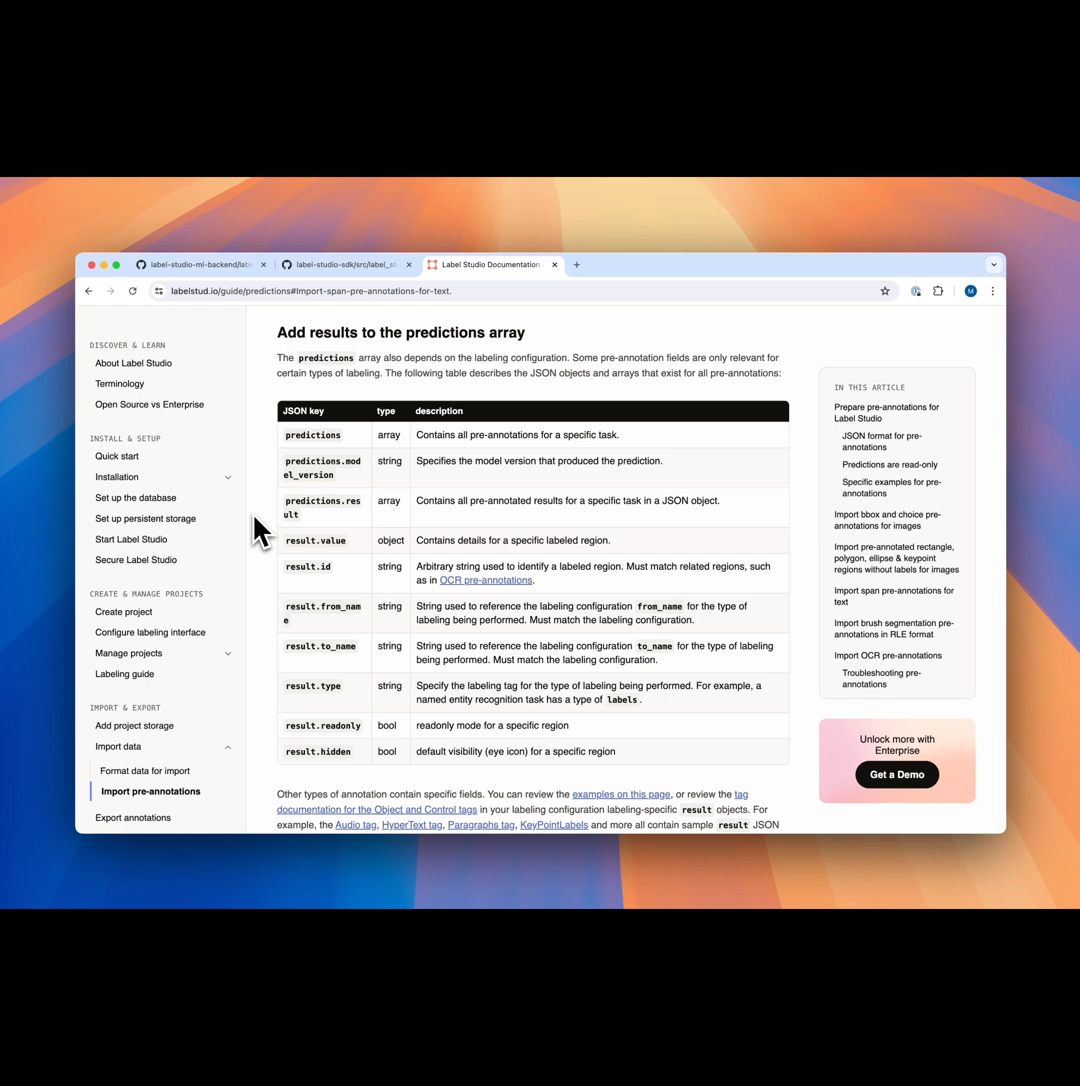 label-studio-ml-backend/lab
label-studio-sdk/src/label_st
Label Studio Documentation
labelstud.io/guide/predictions#Import-span-pre-annotations-for-text.
M
DISCOVER & LEARN
About Label Studio
Terminology
Open Source vs Enterprise
INSTALL & SETUP
Quick start
Installation
Set up the database
Set up persistent storage
Start Label Studio
Secure Label Studio
CREATE & MANAGE PROJECTS
Create project
Configure labeling interface
Manage projects
Labeling guide
IMPORT & EXPORT
Add project storage
Import data
Format data for import
Import pre-annotations
Export annotations
Add results to the predictions array
The predictions array also depends on the labeling configuration. Some pre-annotation fields are only relevant for
certain types of labeling. The following table describes the JSON objects and arrays that exist for all pre-annotations:
JSON key type description
predictions array Contains all pre-annotations for a specific task.
predictions.mod string Specifies the model version that produced the prediction.
el_version
predictions.res array Contains all pre-annotated results for a specific task in a JSON object.
ult
result.value object Contains details for a specific labeled region.
result.id string Arbitrary string used to identify a labeled region. Must match related regions, such
as in OCR pre-annotations.
result.from_nam string String used to reference the labeling configuration from_name for the type of
e labeling being performed. Must match the labeling configuration.
result.to_name string String used to reference the labeling configuration to_name for the type of labeling
being performed. Must match the labeling configuration.
result.type string Specify the labeling tag for the type of labeling being performed. For example, a
named entity recognition task has a type of labels.
result.readonly bool readonly mode for a specific region
result.hidden bool default visibility (eye icon) for a specific region
Other types of annotation contain specific fields. You can review the examples on this page, or review the tag
documentation for the Object and Control tags in your labeling configuration labeling-specific result objects. For
example, the Audio tag, HyperText tag, Paragraphs tag, KeyPointLabels and more all contain sample result JSON
IN THIS ARTICLE
Prepare pre-annotations for
Label Studio
JSON format for pre-
annotations
Predictions are read-only
Specific examples for pre-
annotations
Import bbox and choice pre-
annotations for images
Import pre-annotated rectangle,
polygon, ellipse & keypoint
regions without labels for images
Import span pre-annotations for
text
Import brush segmentation pre-
annotations in RLE format
Import OCR pre-annotations
Troubleshooting pre-
annotations
Unlock more with
Enterprise
Get a Demo